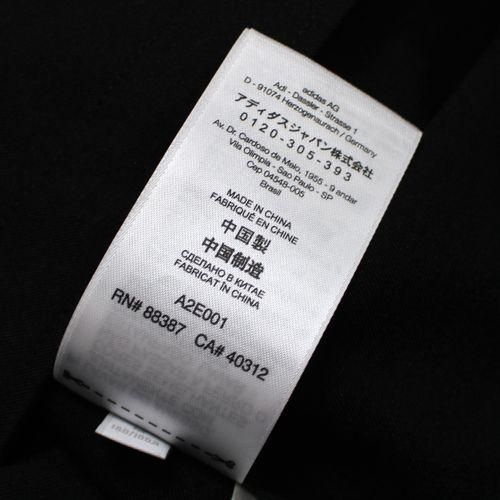 adidas AG
Adi - Dassler - Strasse 1
D - 91074 Herzogenaurach / Germany
アディダスジャパン株式会社
0120-305-393
Av. Dr. Cardoso de Melo, 1955 - 9 andar
Vila Olimpia - Sao Paulo - SP
Cep 04548-005
Brasil
MADE IN CHINA
FABRIQUÉ EN CHINE
中国製
中国制造
СДЕЛАНО В КИТАЕ
FABRICAT ÎN CHINA
A2E001
RN# 88387 CA# 40312